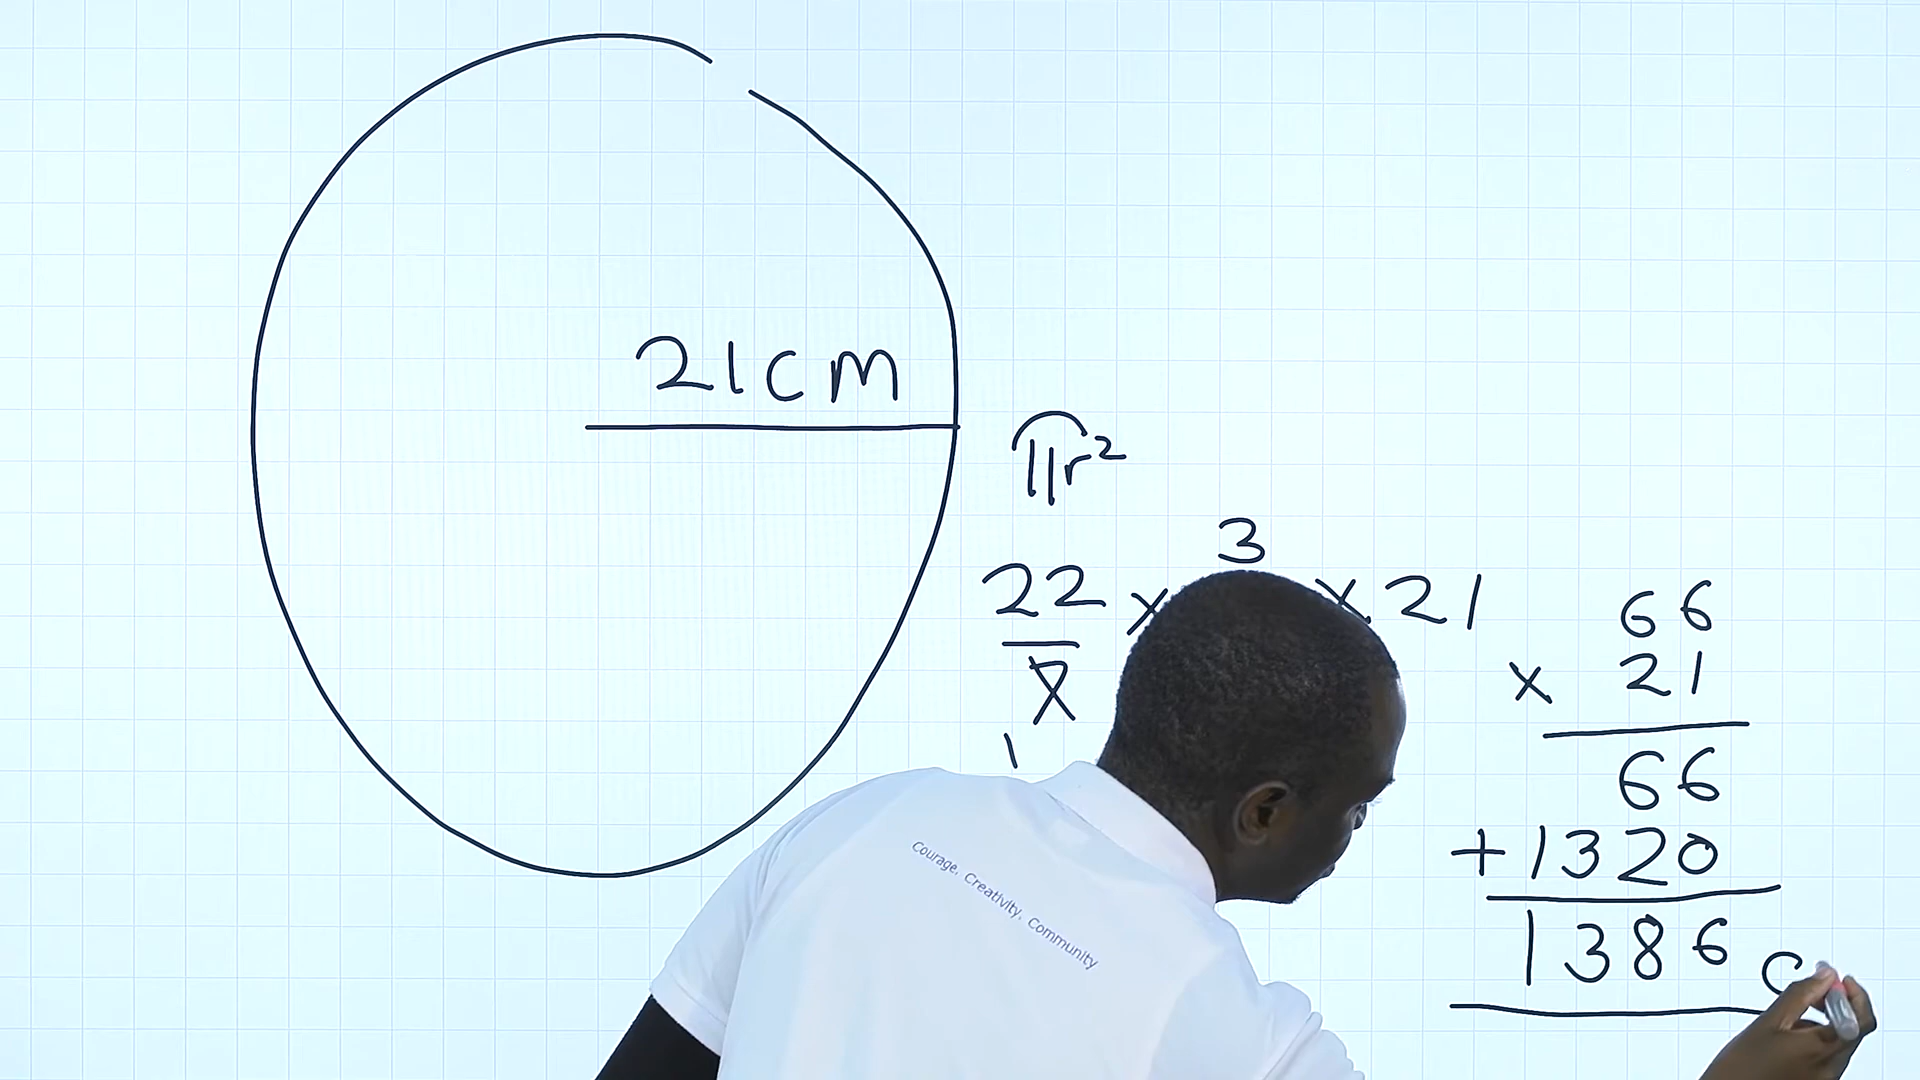 21cm
πr²
3
22 x x 21
7
1
66
x 21
66
+1320
1386 c
Courage, Creativity, Community